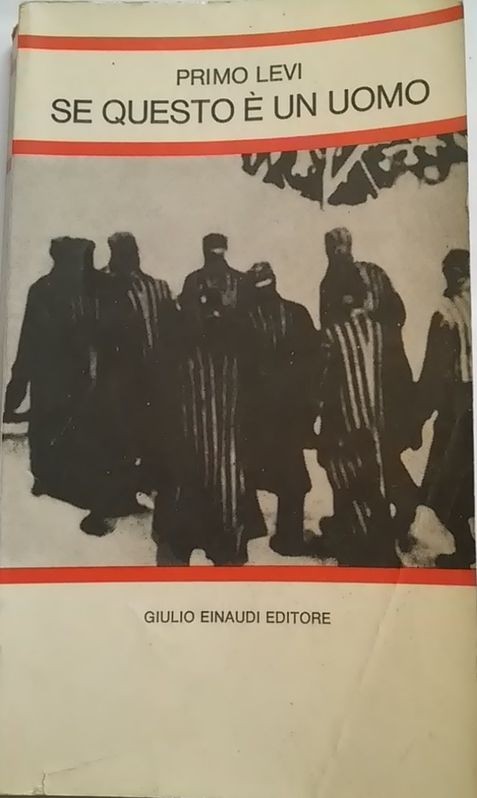 PRIMO LEVI
SE QUESTO È UN UOMO
GIULIO EINAUDI EDITORE